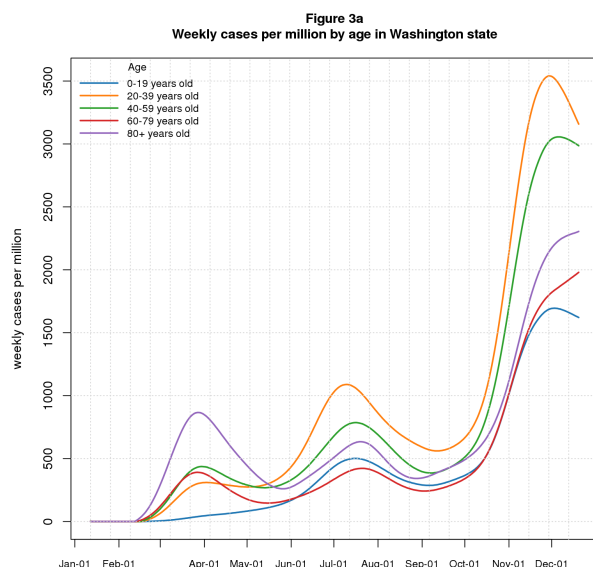 Figure 3a
Weekly cases per million by age in Washington state
Age
0-19 years old
20-39 years old
40-59 years old
60-79 years old
80+ years old
weekly cases per million
3500
3000
2500
2000
1500
1000
500
0
Jan-01 Feb-01 Apr-01 May-01 Jun-01 Jul-01 Aug-01 Sep-01 Oct-01 Nov-01 Dec-01